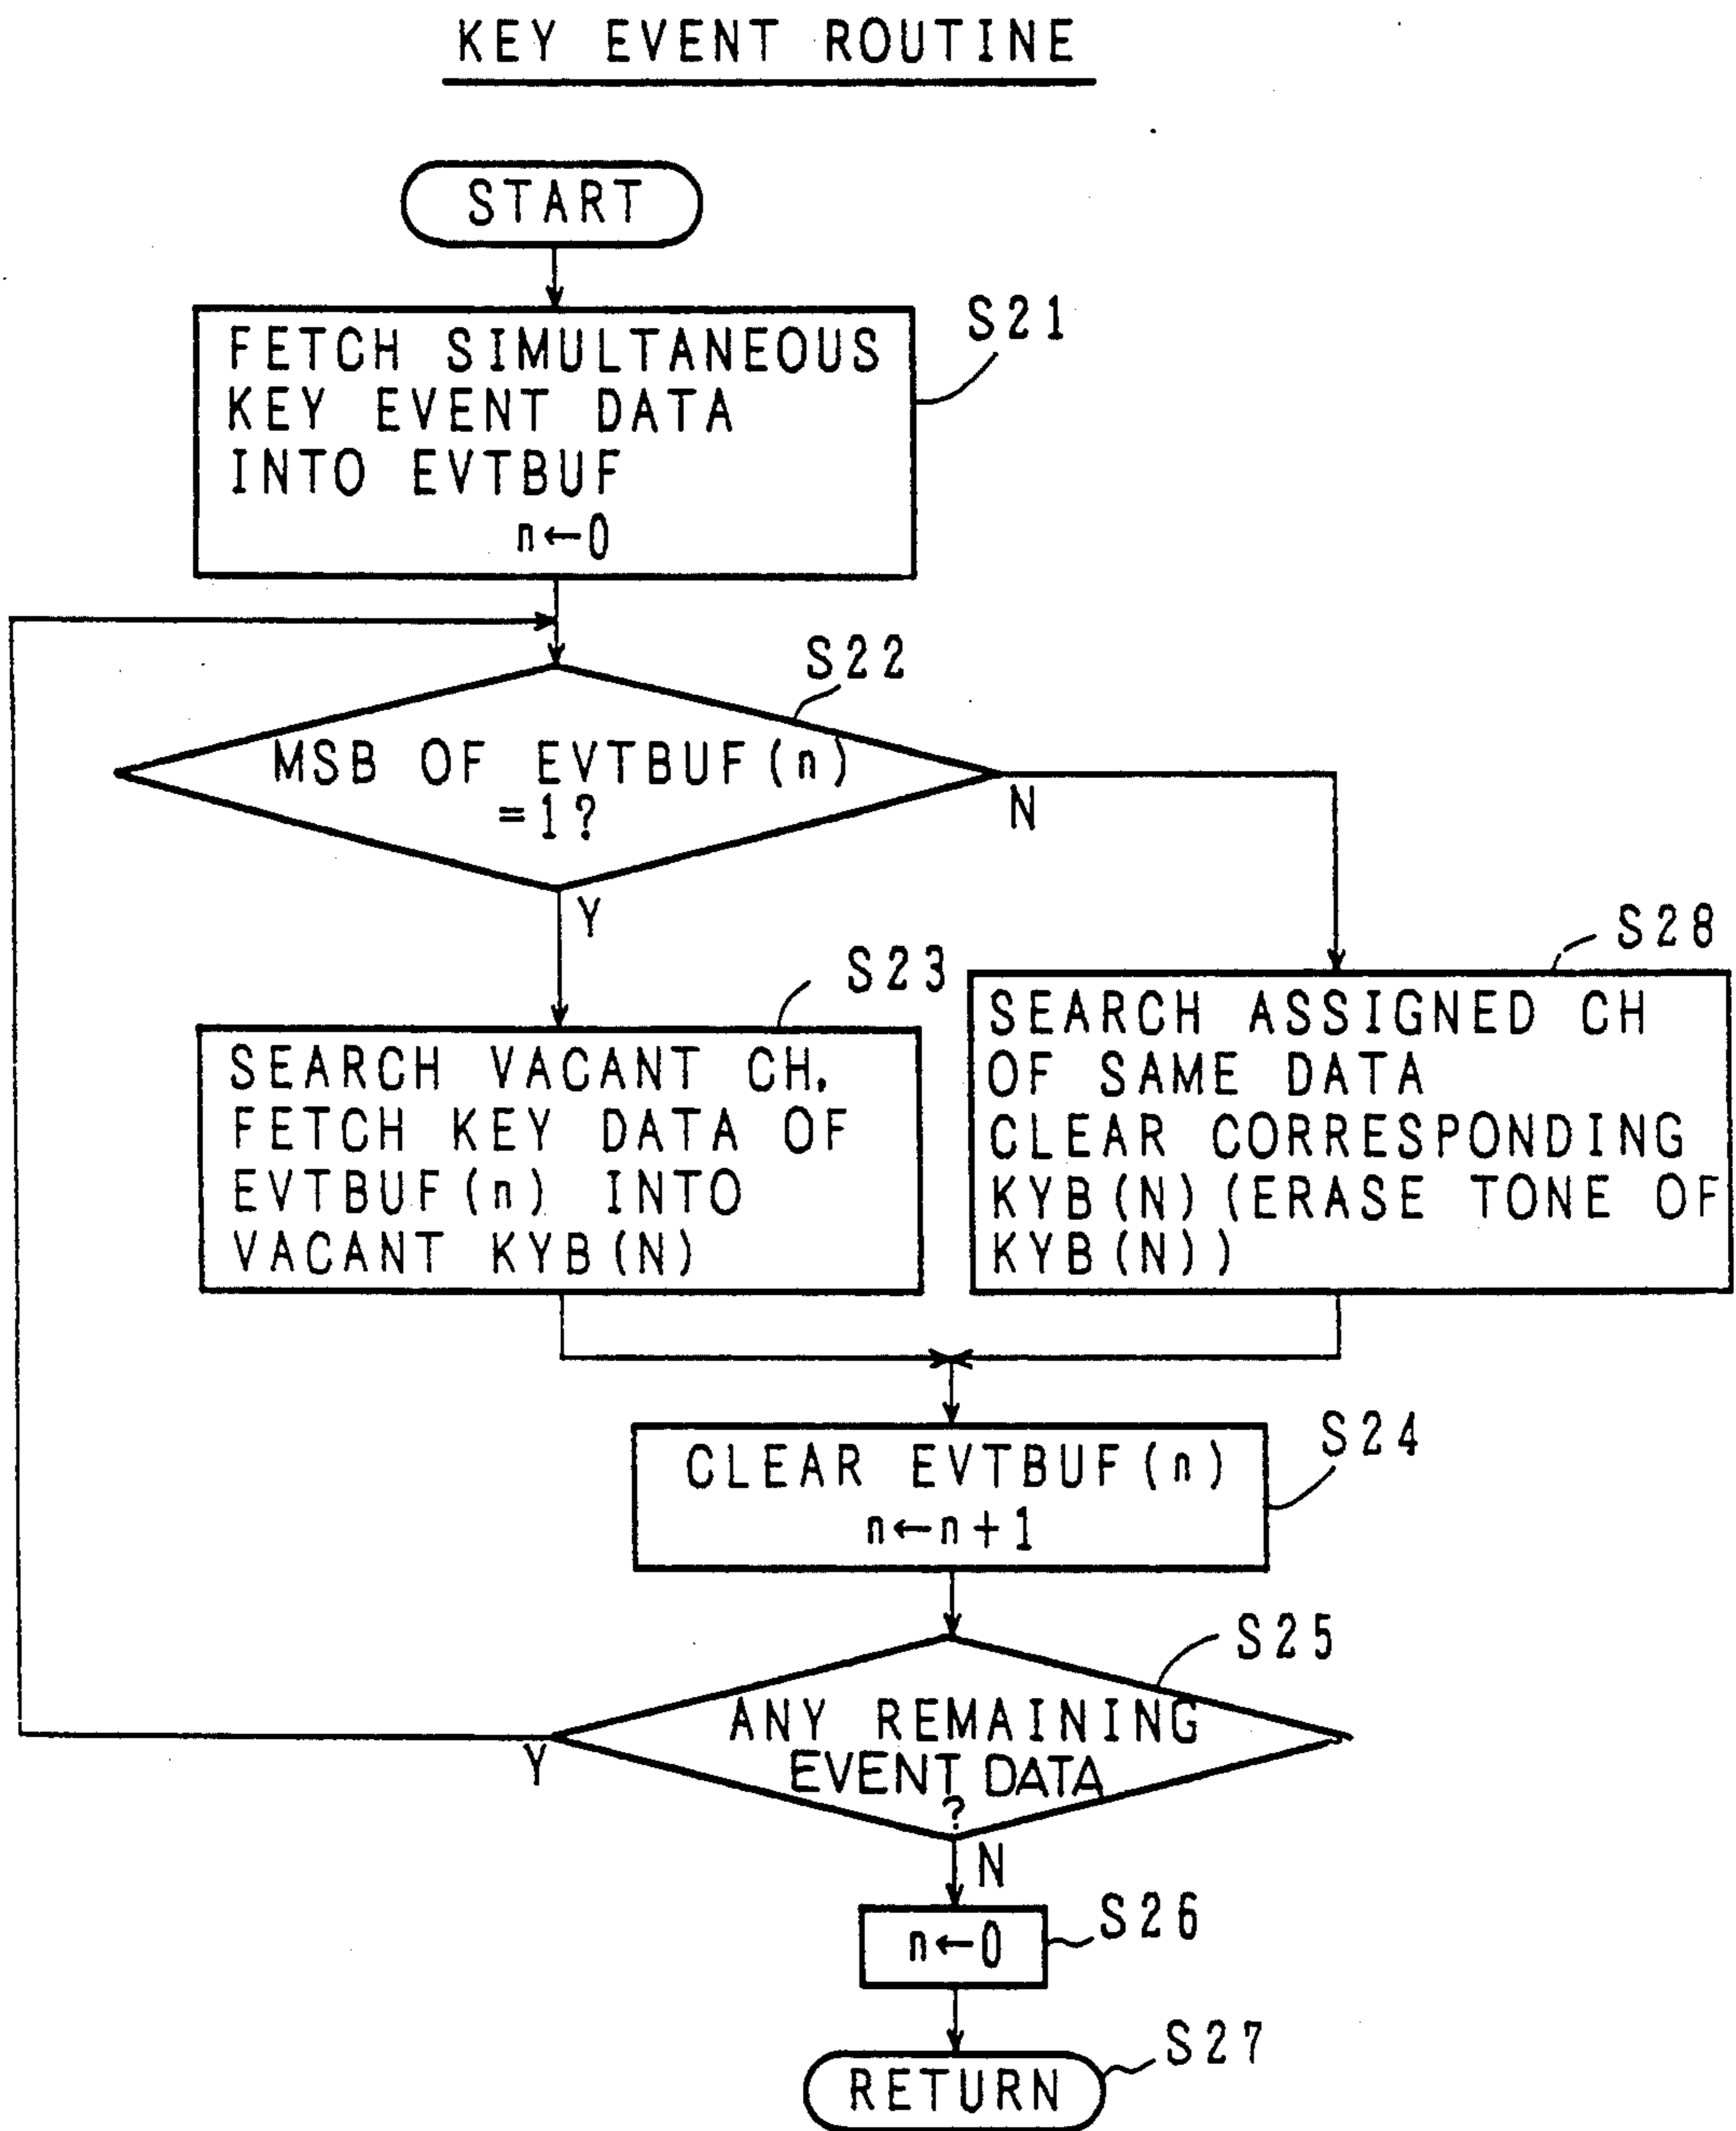 KEY EVENT ROUTINE
START
S21
FETCH SIMULTANEOUS
KEY EVENT DATA
INTO EVTBUF
n←0
S22
MSB OF EVTBUF(n)
=1?
N
Y
S28
S23
SEARCH VACANT CH.
FETCH KEY DATA OF
EVTBUF(n) INTO
VACANT KYB(N)
SEARCH ASSIGNED CH
OF SAME DATA
CLEAR CORRESPONDING
KYB(N)(ERASE TONE OF
KYB(N))
S24
CLEAR EVTBUF(n)
n←n+1
S25
ANY REMAINING
EVENT DATA
?
Y
N
S26
n←0
S27
RETURN